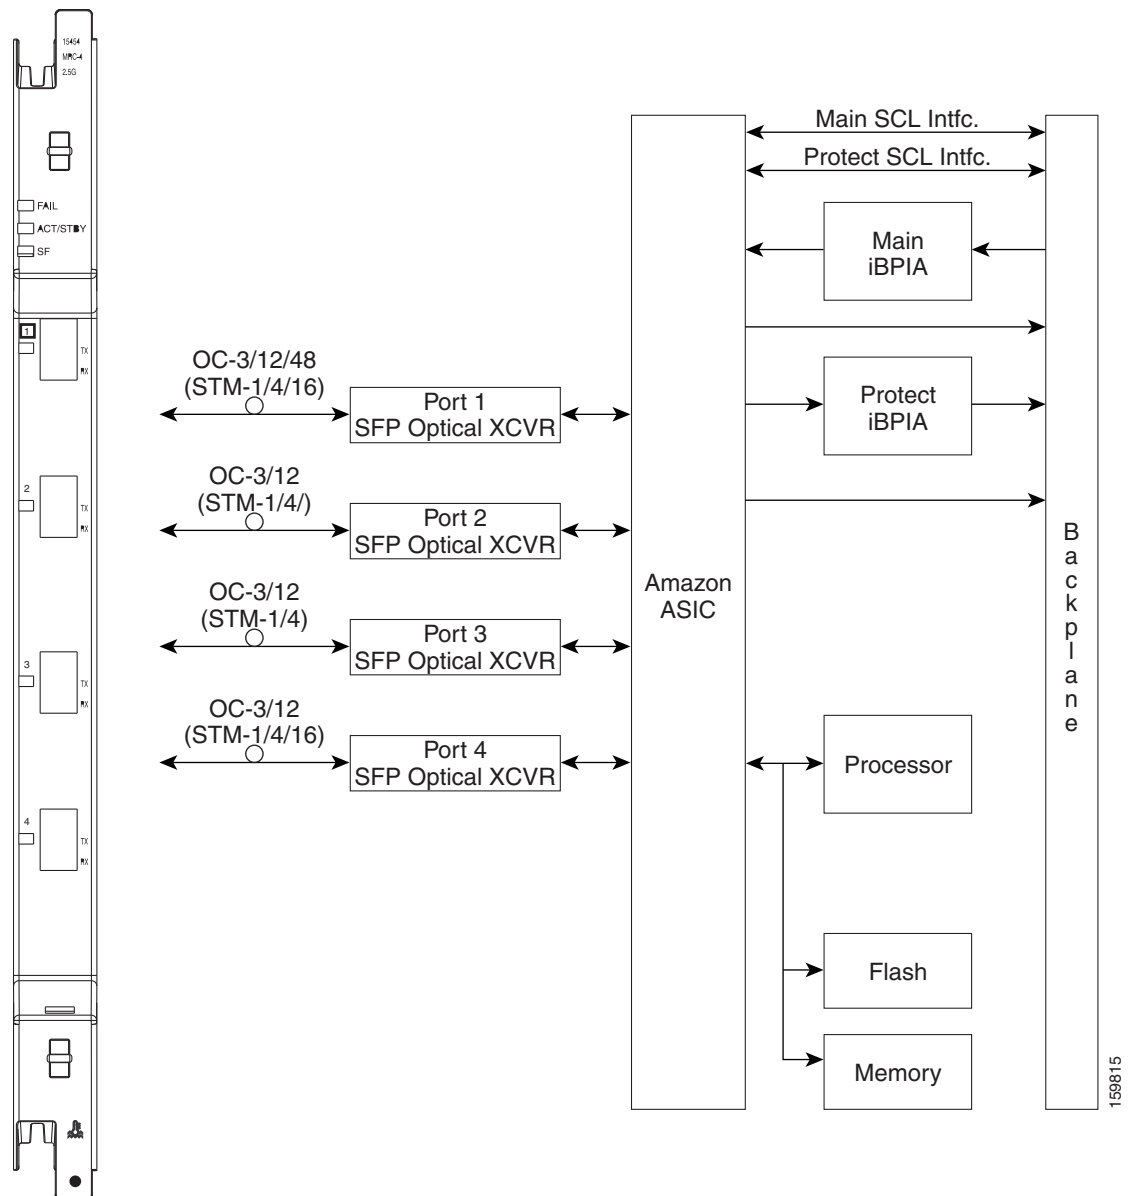 15454
MRC-4
2.5G
FAIL
ACT/STBY
SF
1
TX
RX
2
TX
RX
3
TX
RX
4
TX
RX
OC-3/12/48
(STM-1/4/16)
Port 1
SFP Optical XCVR
OC-3/12
(STM-1/4/)
Port 2
SFP Optical XCVR
OC-3/12
(STM-1/4)
Port 3
SFP Optical XCVR
OC-3/12
(STM-1/4/16)
Port 4
SFP Optical XCVR
Amazon
ASIC
Main SCL Intfc.
Protect SCL Intfc.
Main
iBPIA
Protect
iBPIA
Processor
Flash
Memory
Backplane
159815